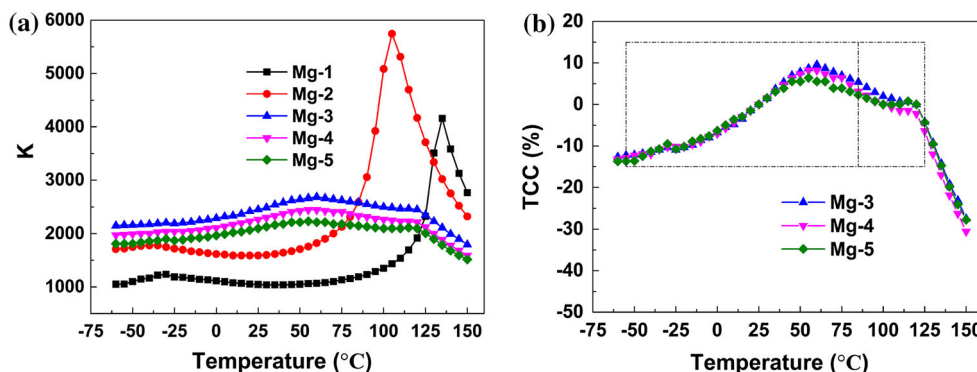 (a)
K
6000
5000
4000
3000
2000
1000
Mg-1
Mg-2
Mg-3
Mg-4
Mg-5
-75 -50 -25 0 25 50 75 100 125 150
Temperature (°C)
(b)
TCC (%)
20
10
0
-10
-20
-30
-40
-50
Mg-3
Mg-4
Mg-5
-75 -50 -25 0 25 50 75 100 125 150
Temperature (°C)